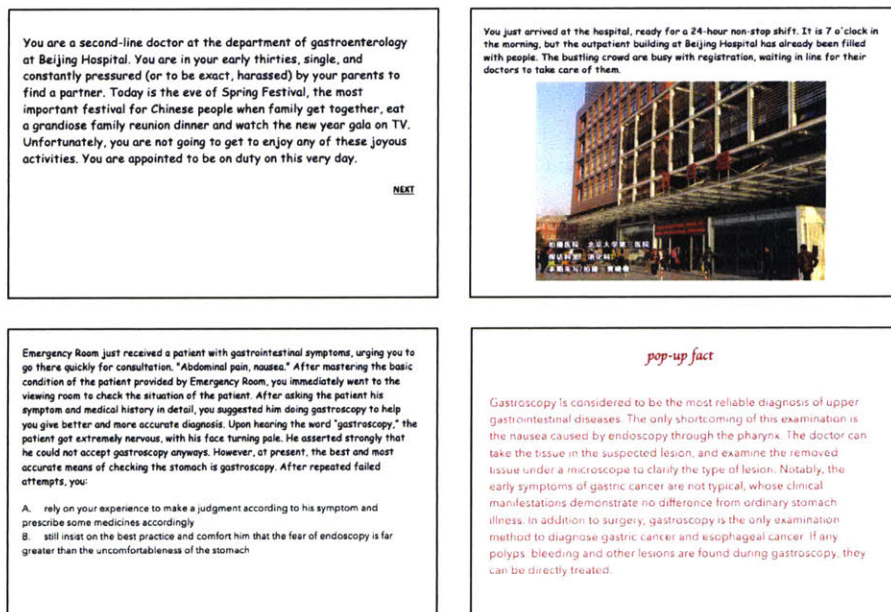 You are a second-line doctor at the department of gastroenterology
at Beijing Hospital. You are in your early thirties, single, and
constantly pressured (or to be exact, harassed) by your parents to
find a partner. Today is the eve of Spring Festival, the most
important festival for Chinese people when family get together, eat
a grandiose family reunion dinner and watch the new year gala on TV.
Unfortunately, you are not going to get to enjoy any of these joyous
activities. You are appointed to be on duty on this very day.
NEXT
You just arrived at the hospital, ready for a 24-hour non-stop shift. It is 7 o'clock in
the morning, but the outpatient building at Beijing Hospital has already been filled
with people. The bustling crowd are busy with registration, waiting in line for their
doctors to take care of them.
拍摄医院 北京大学第三医院
Emergency Room just received a patient with gastrointestinal symptoms, urging you to
go there quickly for consultation. "Abdominal pain, nausea." After mastering the basic
condition of the patient provided by Emergency Room, you immediately went to the
viewing room to check the situation of the patient. After asking the patient his
symptom and medical history in detail, you suggested him doing gastroscopy to help
you give better and more accurate diagnosis. Upon hearing the word "gastroscopy," the
patient got extremely nervous, with his face turning pale. He asserted strongly that
he could not accept gastroscopy anyways. However, at present, the best and most
accurate means of checking the stomach is gastroscopy. After repeated failed
attempts, you:
A. rely on your experience to make a judgment according to his symptom and
prescribe some medicines accordingly
B. still insist on the best practice and comfort him that the fear of endoscopy is far
greater than the uncomfortableness of the stomach
pop-up fact
Gastroscopy is considered to be the most reliable diagnosis of upper
gastrointestinal diseases. The only shortcoming of this examination is
the nausea caused by endoscopy through the pharynx. The doctor can
take the tissue in the suspected lesion, and examine the removed
tissue under a microscope to clarify the type of lesion. Notably, the
early symptoms of gastric cancer are not typical, whose clinical
manifestations demonstrate no difference from ordinary stomach
illness. In addition to surgery, gastroscopy is the only examination
method to diagnose gastric cancer and esophageal cancer. If any
polyps, bleeding and other lesions are found during gastroscopy, they
can be directly treated.